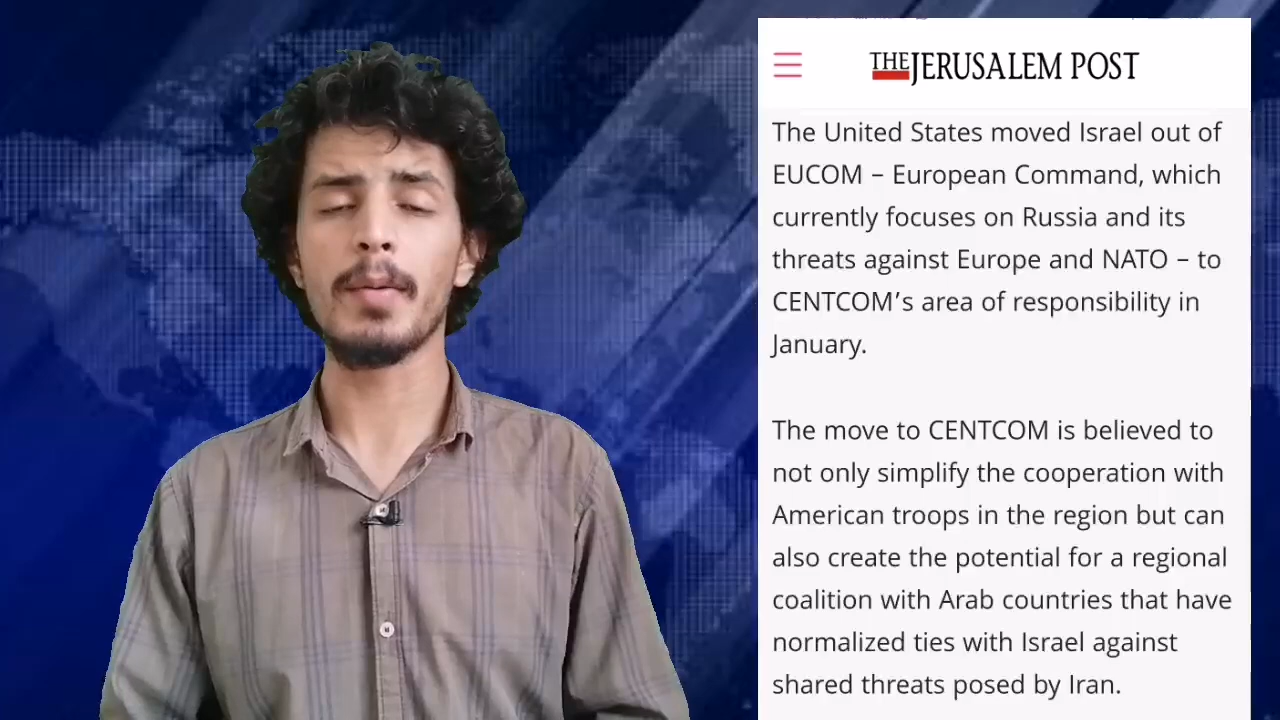 THE JERUSALEM POST
The United States moved Israel out of
EUCOM – European Command, which
currently focuses on Russia and its
threats against Europe and NATO – to
CENTCOM’s area of responsibility in
January.
The move to CENTCOM is believed to
not only simplify the cooperation with
American troops in the region but can
also create the potential for a regional
coalition with Arab countries that have
normalized ties with Israel against
shared threats posed by Iran.